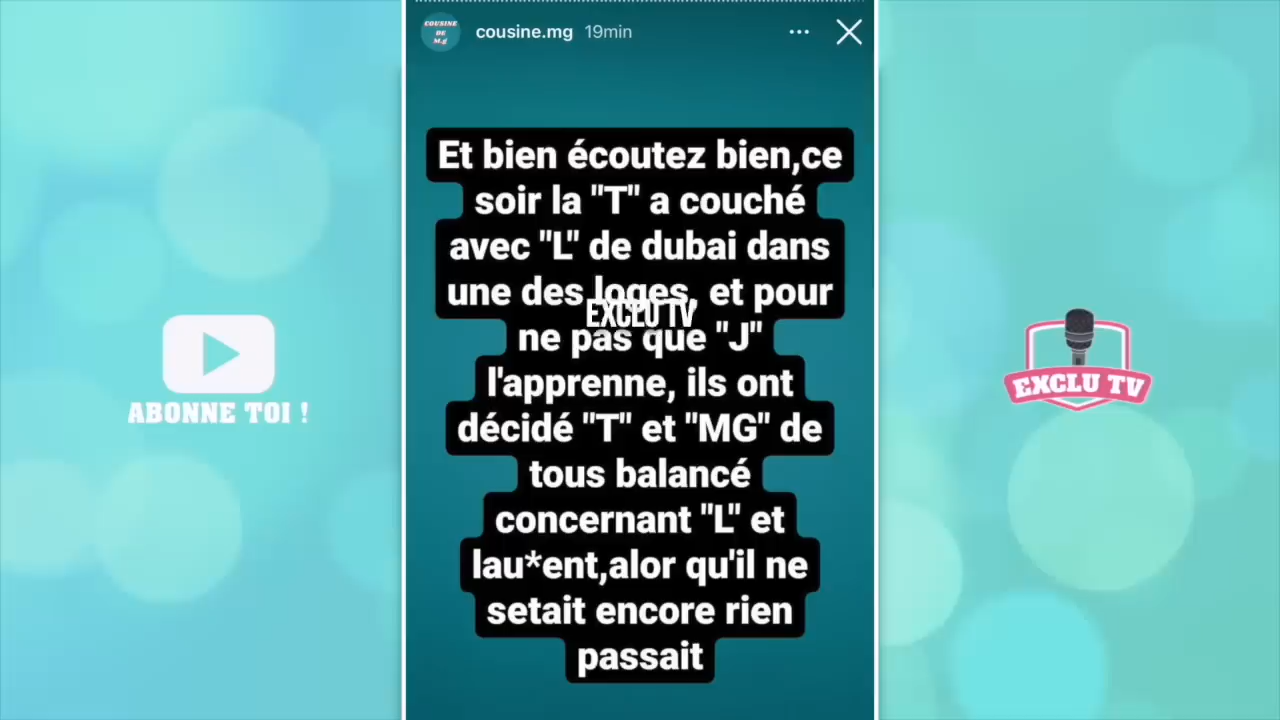 COUSINE
DE
M.g
cousine.mg 19min
Et bien écoutez bien,ce
soir la "T" a couché
avec "L" de dubai dans
une des loges, et pour
EXCLU TV
ne pas que "J"
l'apprenne, ils ont
décidé "T" et "MG" de
tous balancé
concernant "L" et
lau*ent,alor qu'il ne
setait encore rien
passait
ABONNE TOI !
EXCLU TV